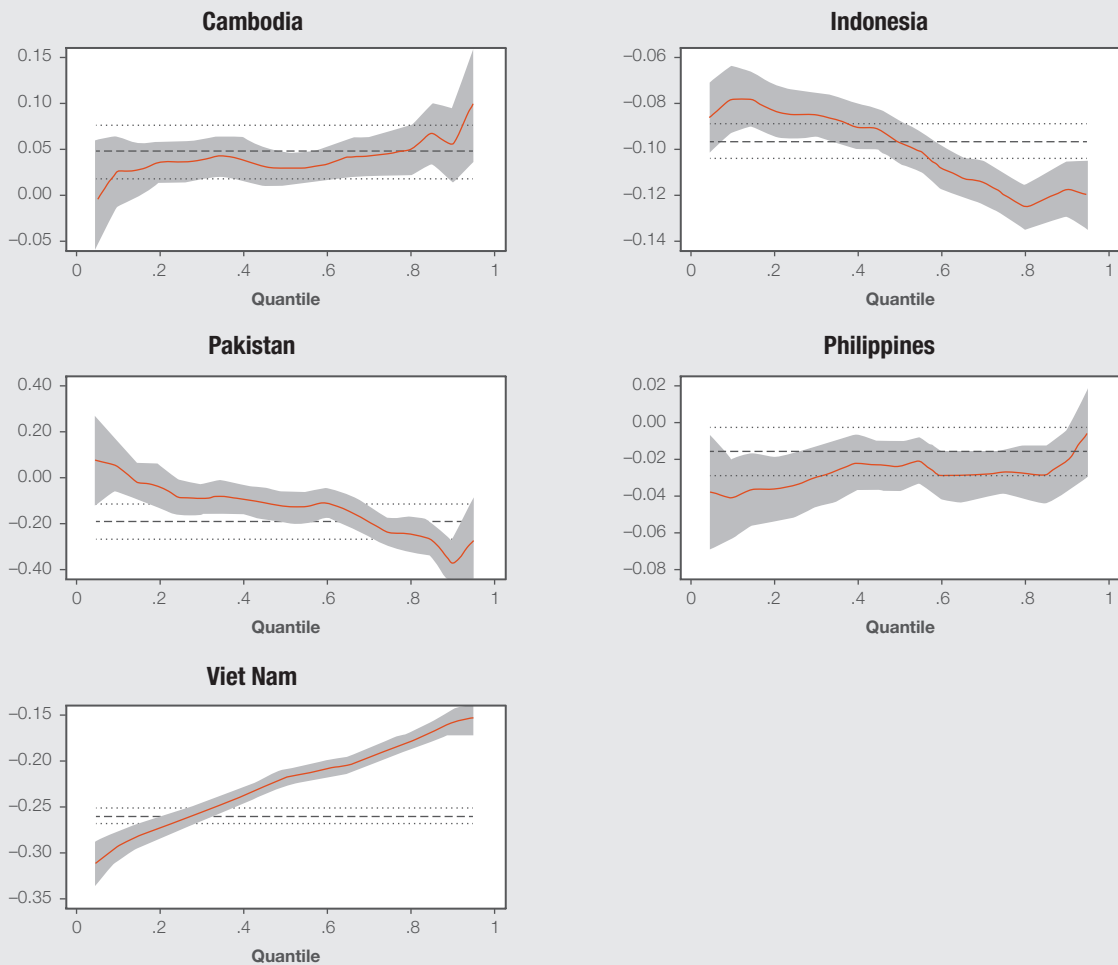 Cambodia
0.15
0.10
0.05
0.00
–0.05
0 .2 .4 .6 .8 1
Quantile
Indonesia
–0.06
–0.08
–0.10
–0.12
–0.14
0 .2 .4 .6 .8 1
Quantile
Pakistan
0.40
0.20
0.00
–0.20
–0.40
0 .2 .4 .6 .8 1
Quantile
Philippines
0.02
0.00
–0.02
–0.04
–0.06
–0.08
0 .2 .4 .6 .8 1
Quantile
Viet Nam
–0.15
–0.20
–0.25
–0.30
–0.35
0 .2 .4 .6 .8 1
Quantile